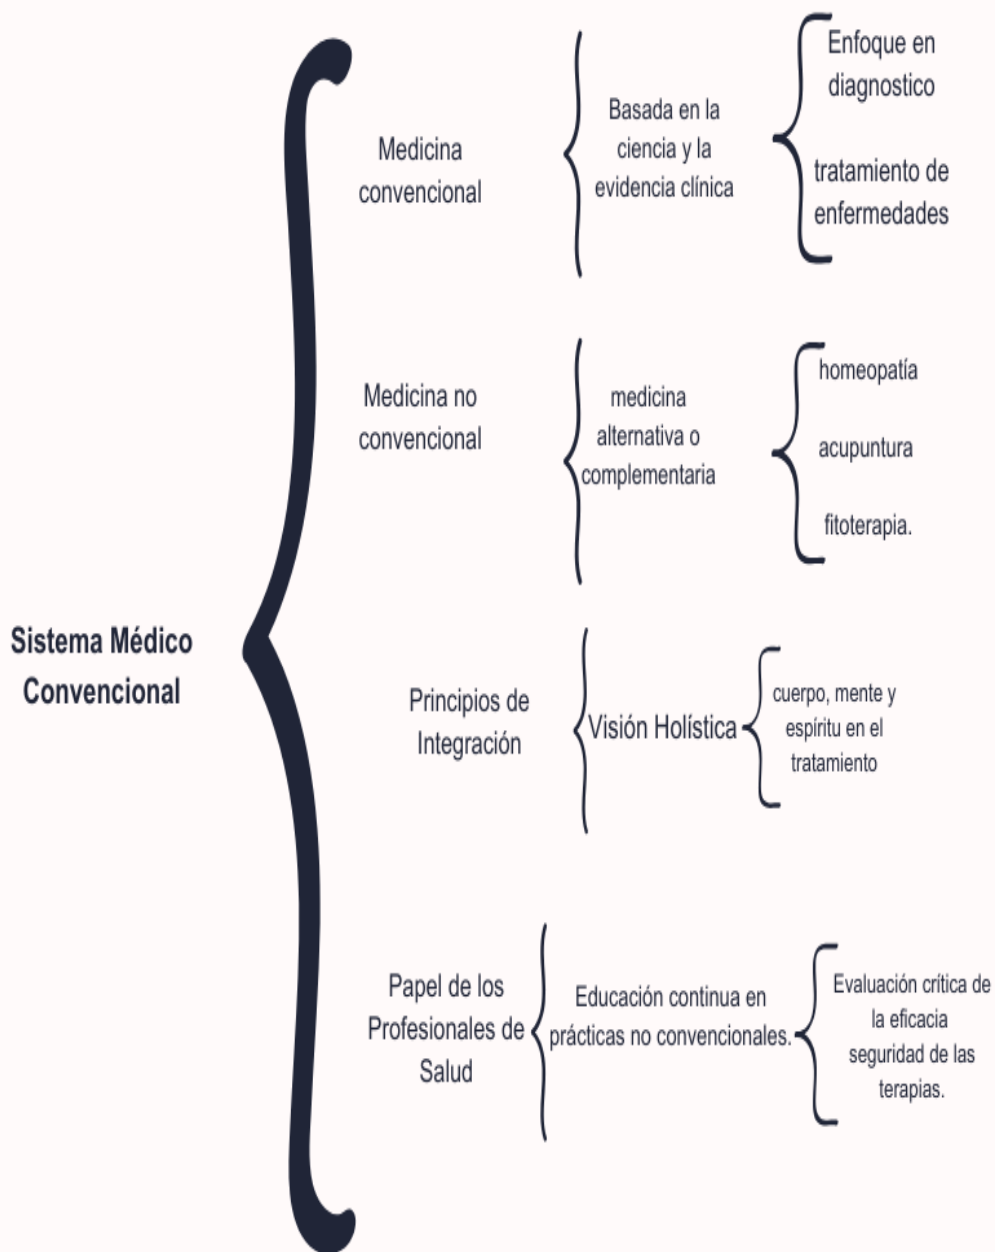 Sistema Médico
Convencional
Medicina
convencional
Basada en la
ciencia y la
evidencia clínica
Enfoque en
diagnostico
tratamiento de
enfermedades
Medicina no
convencional
medicina
alternativa o
complementaria
homeopatía
acupuntura
fitoterapia.
Principios de
Integración
Visión Holística
cuerpo, mente y
espíritu en el
tratamiento
Papel de los
Profesionales de
Salud
Educación continua en
prácticas no convencionales.
Evaluación crítica de
la eficacia
seguridad de las
terapias.